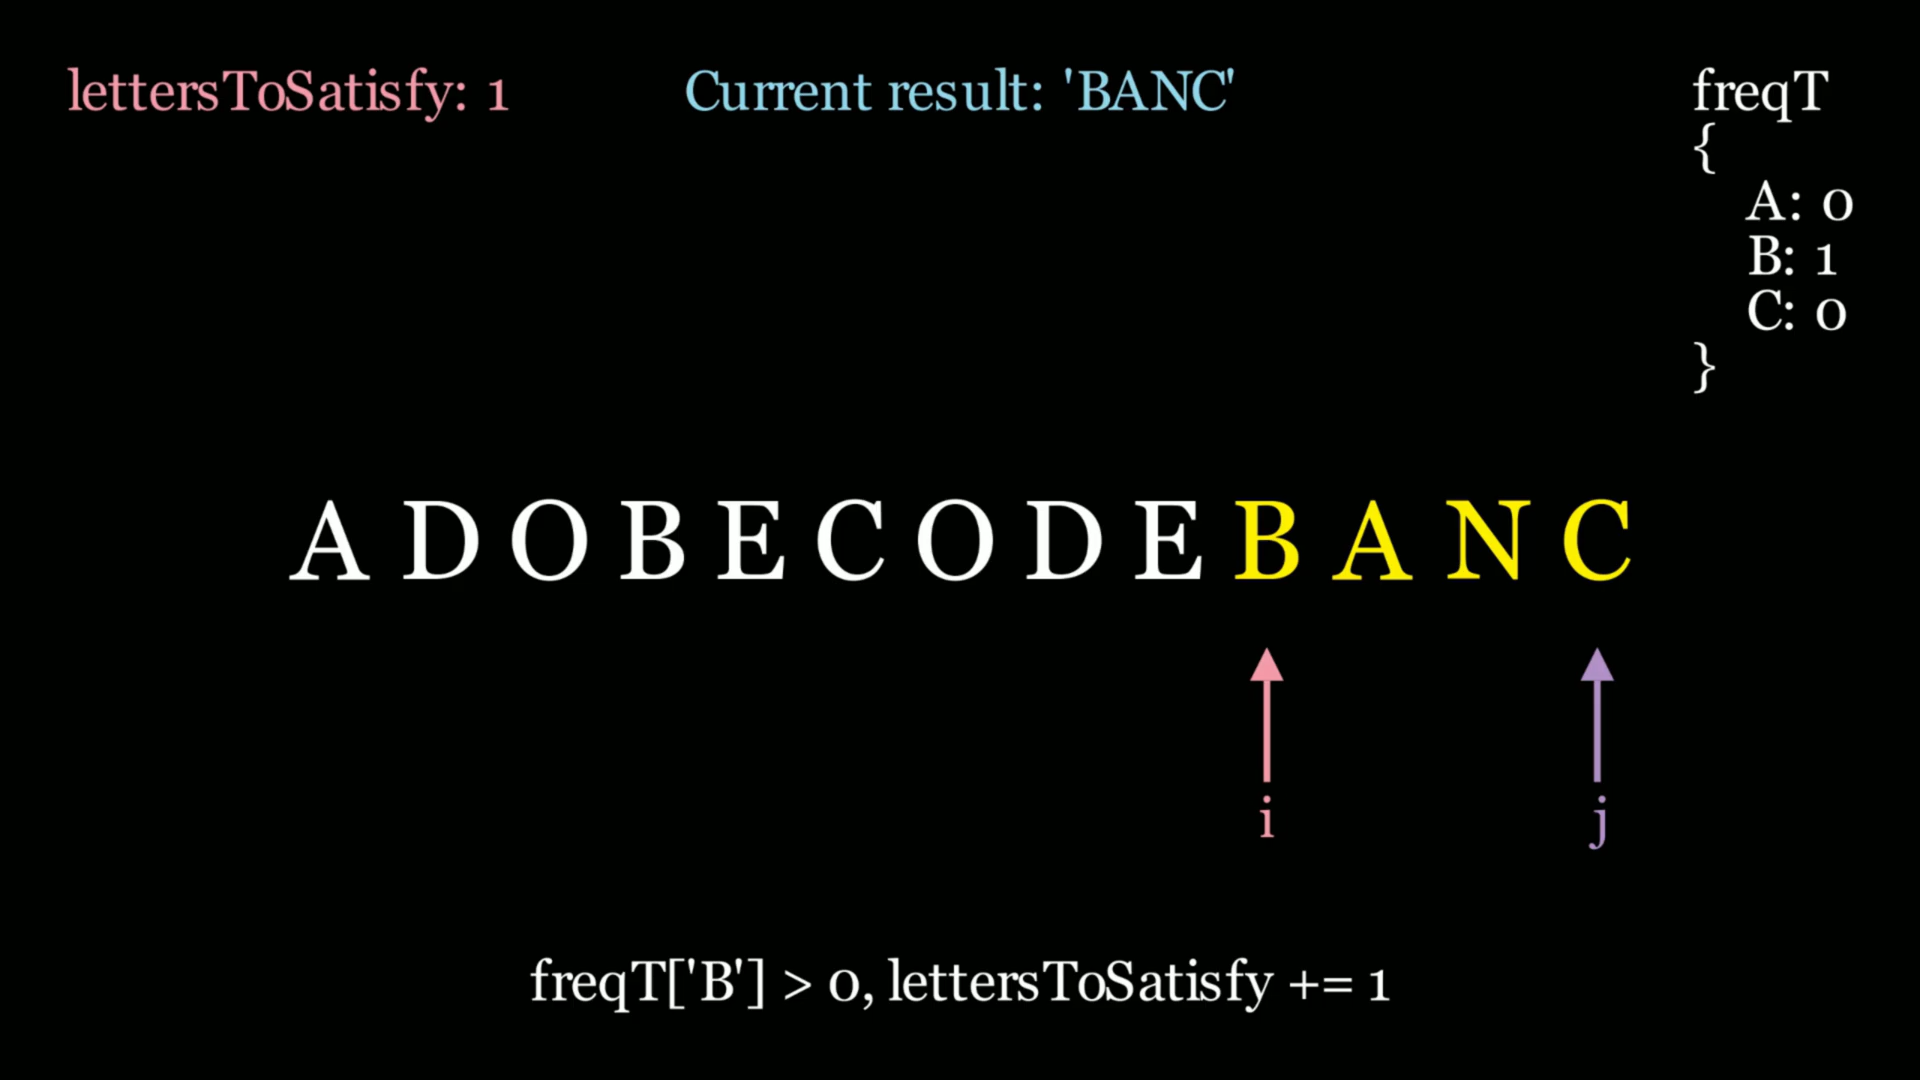 lettersToSatisfy: 1
Current result: 'BANC'
freqT
{
A: 0
B: 1
C: 0
}
A D O B E C O D E B A N C
i
j
freqT['B'] > 0, lettersToSatisfy += 1